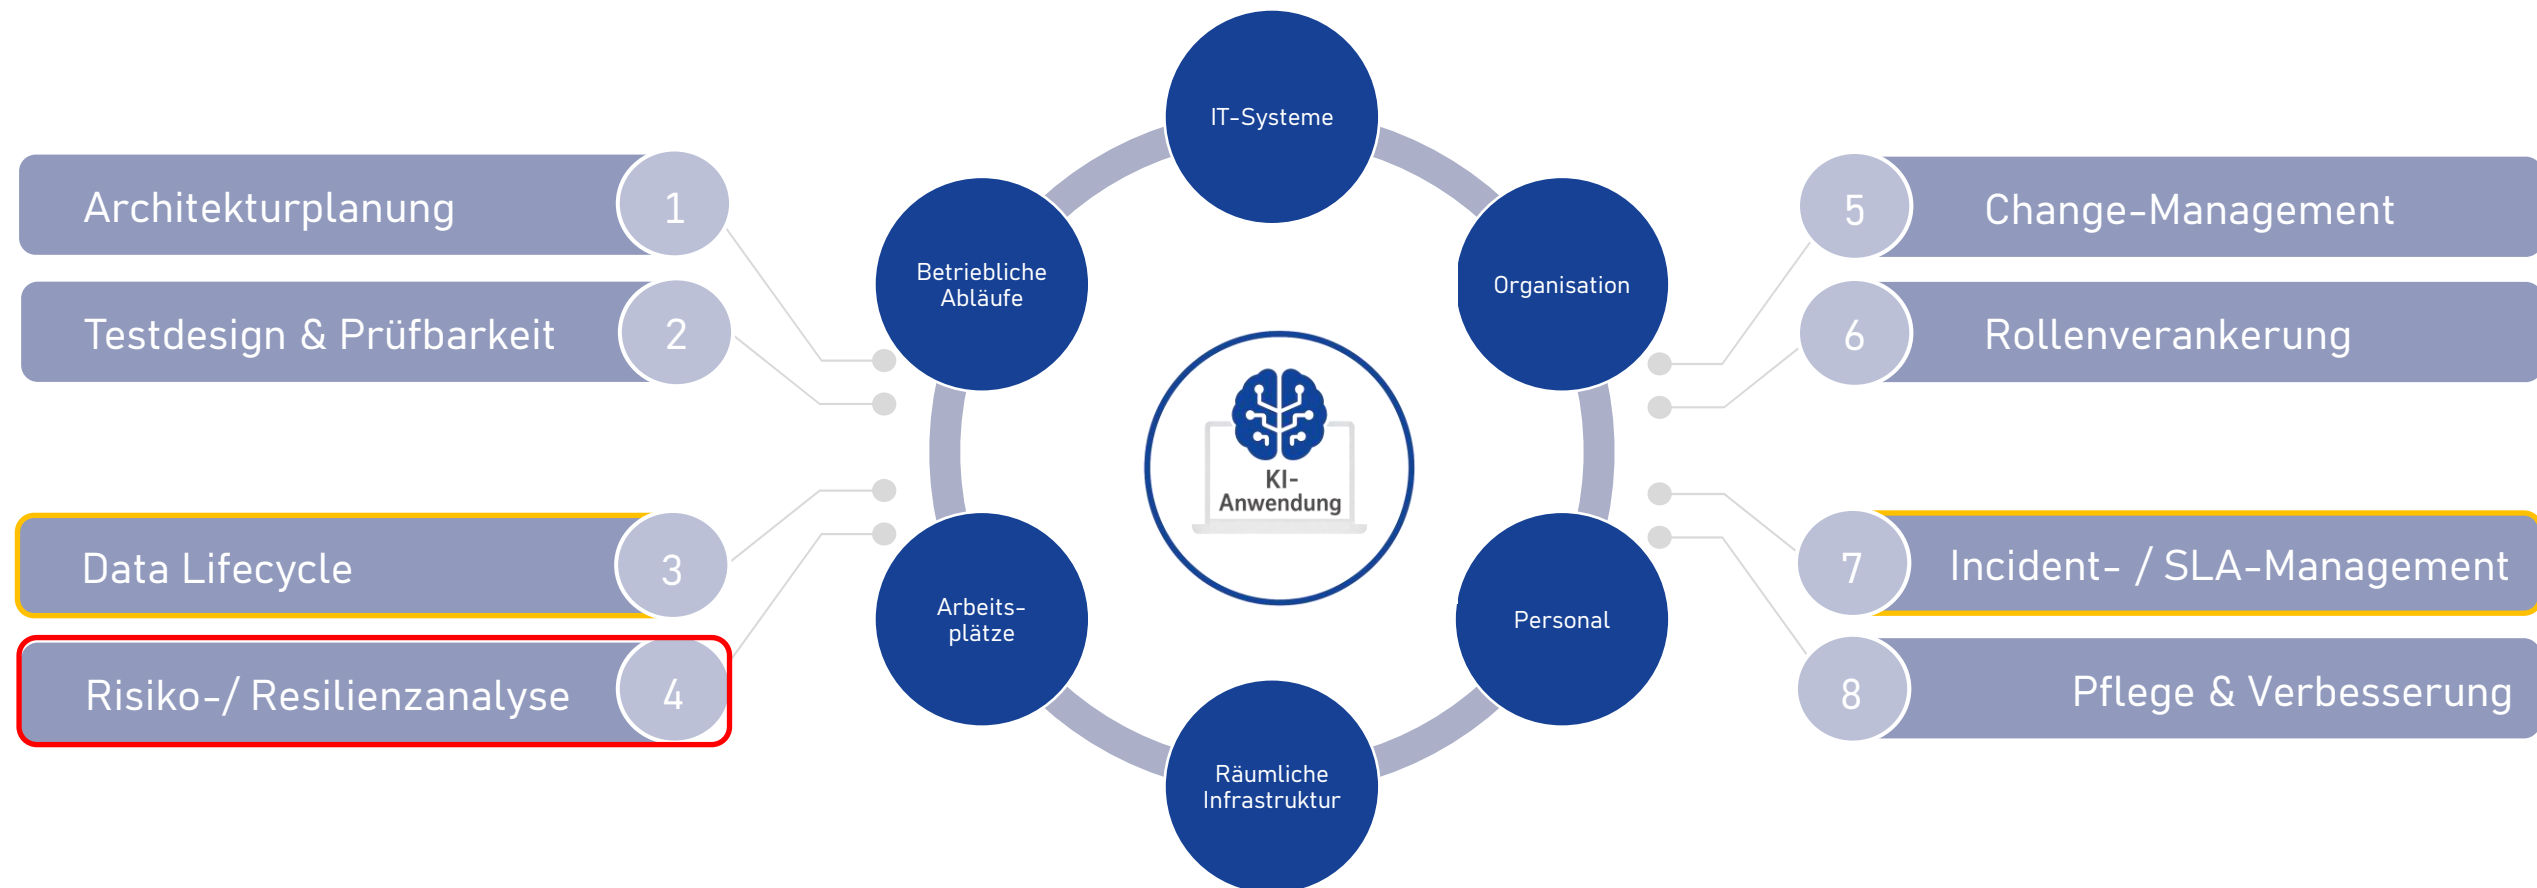 Architekturplanung 1
Testdesign & Prüfbarkeit 2
Data Lifecycle 3
Risiko-/ Resilienzanalyse 4
IT-Systeme
Betriebliche
Abläufe
Organisation
KI-
Anwendung
Arbeits-
plätze
Personal
Räumliche
Infrastruktur
5 Change-Management
6 Rollenverankerung
7 Incident- / SLA-Management
8 Pflege & Verbesserung